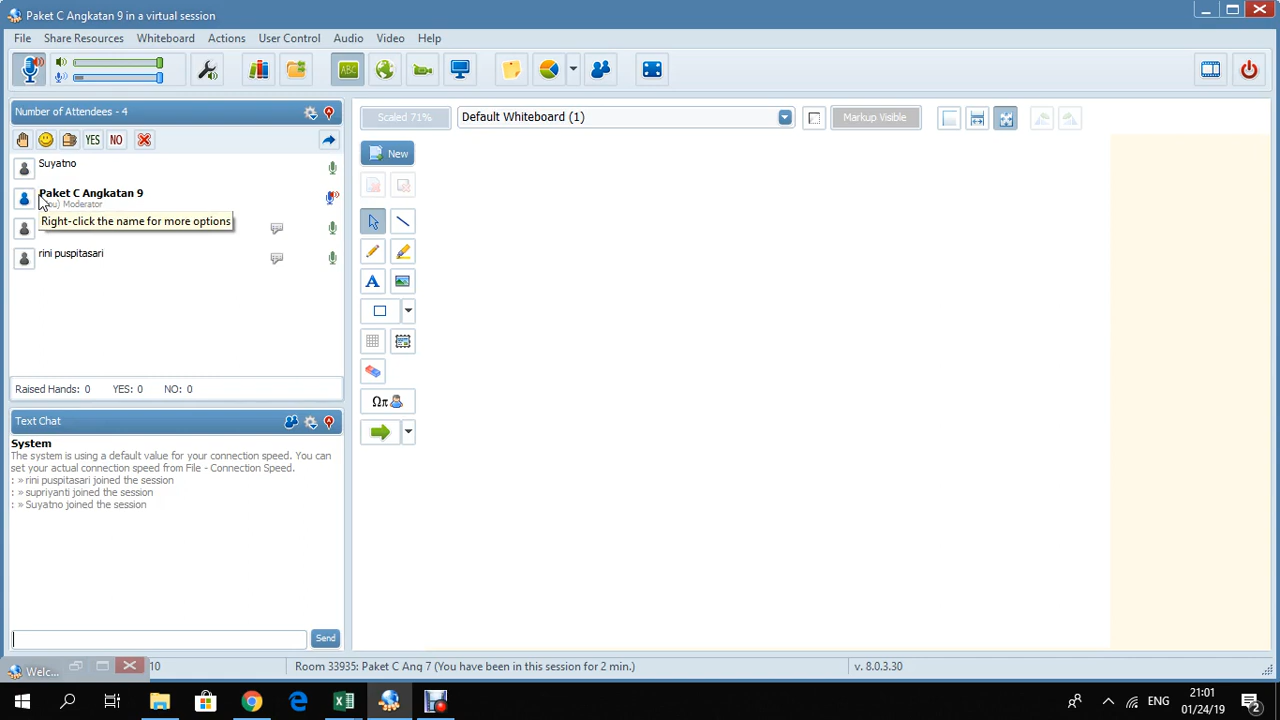 Paket C Angkatan 9 in a virtual session
File Share Resources Whiteboard Actions User Control Audio Video Help
ABC
Number of Attendees - 4
YES NO
Suyatno
Paket C Angkatan 9
Moderator
Right-click the name for more options
rini puspitasari
Raised Hands: 0 YES: 0 NO: 0
Text Chat
System
The system is using a default value for your connection speed. You can
set your actual connection speed from File - Connection Speed.
: » rini puspitasari joined the session
: » supriyanti joined the session
: » Suyatno joined the session
Send
Scaled 71%
Default Whiteboard (1)
Markup Visible
New
A
Ωπ
Welc...
10
Room 33935: Paket C Ang 7 (You have been in this session for 2 min.)
v. 8.0.3.30
ENG
21:01
01/24/19
2